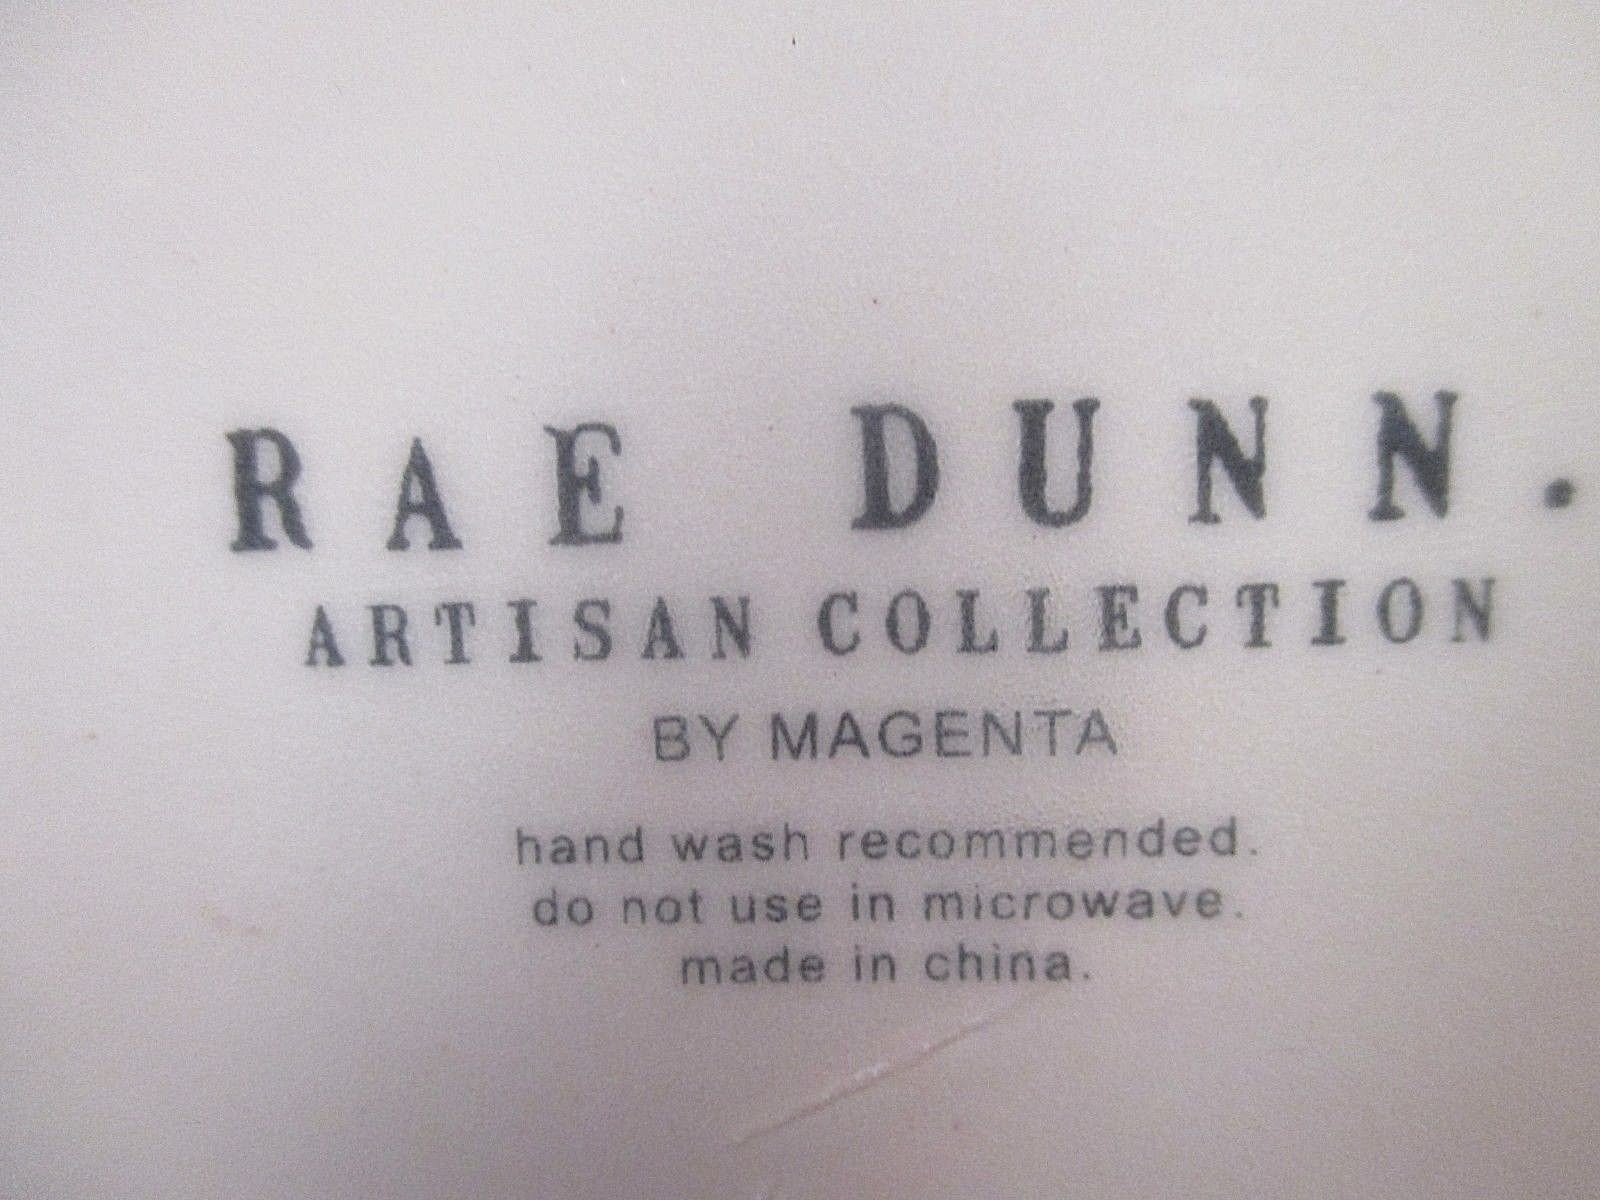 RAE DUNN.
ARTISAN COLLECTION
BY MAGENTA
hand wash recommended.
do not use in microwave.
made in china.